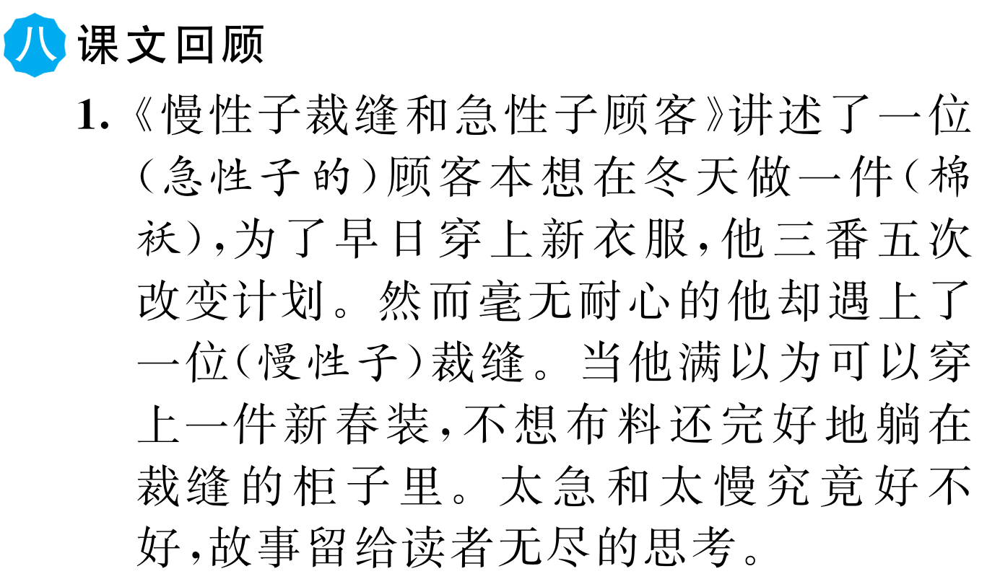 八 课文回顾
1.《慢性子裁缝和急性子顾客》讲述了一位
(急性子的)顾客本想在冬天做一件(棉
袄),为了早日穿上新衣服,他三番五次
改变计划。然而毫无耐心的他却遇上了
一位(慢性子)裁缝。当他满以为可以穿
上一件新春装,不想布料还完好地躺在
裁缝的柜子里。太急和太慢究竟好不
好,故事留给读者无尽的思考。